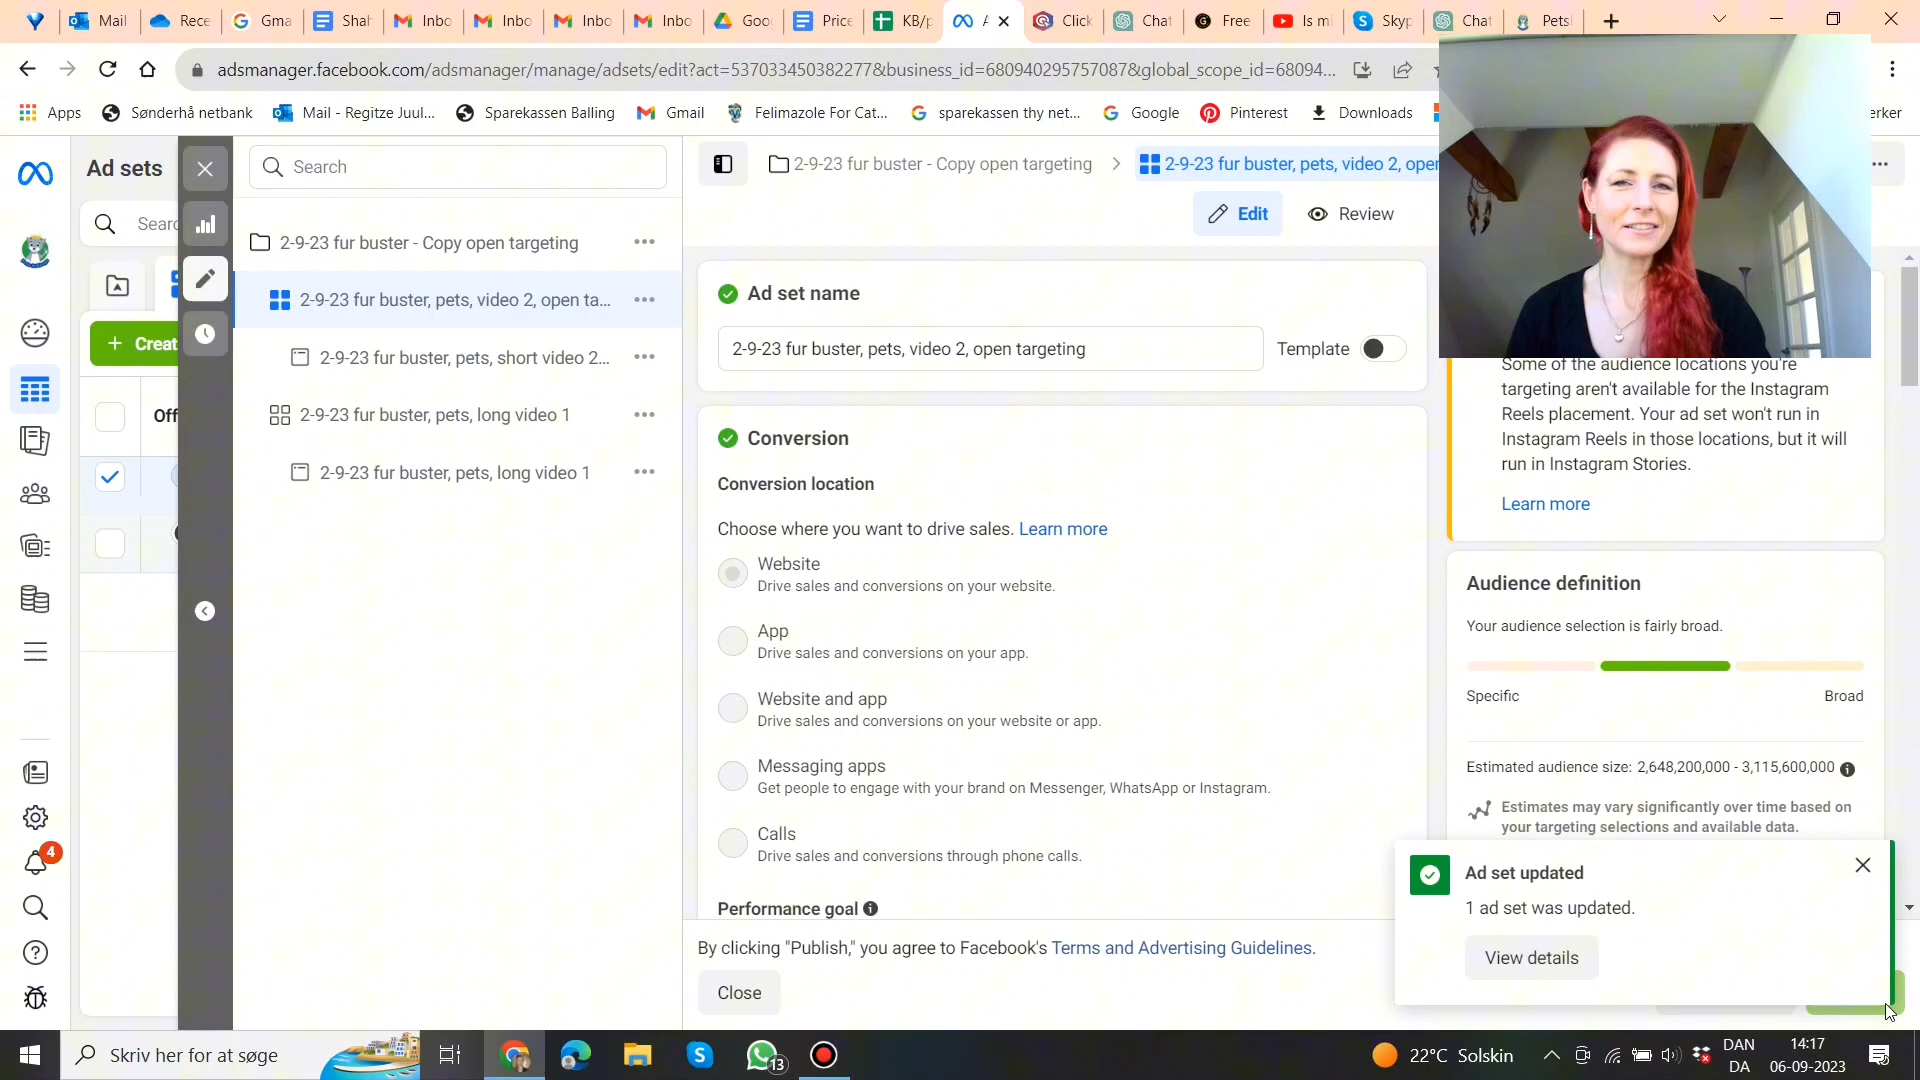 Mail
Rece
Gma
Shah
Inbo
Inbo
Inbo
Inbo
Goo
Price
KB/p
A
Click
Chat
Free
Is mi
Skyp
Chat
Pets
adsmanager.facebook.com/adsmanager/manage/adsets/edit?act=537033450382277&business_id=680940295757087&global_scope_id=68094...
Apps
Sønderhå netbank
Mail - Regitze Juul...
Sparekassen Balling
Gmail
Felimazole For Cat...
sparekassen thy net...
Google
Pinterest
Downloads
erker
Ad sets
Searc
+ Creat
Off
Search
2-9-23 fur buster - Copy open targeting
2-9-23 fur buster, pets, video 2, open ta...
2-9-23 fur buster, pets, short video 2...
2-9-23 fur buster, pets, long video 1
2-9-23 fur buster, pets, long video 1
2-9-23 fur buster - Copy open targeting
2-9-23 fur buster, pets, video 2, open
Edit
Review
Ad set name
2-9-23 fur buster, pets, video 2, open targeting
Template
Conversion
Conversion location
Choose where you want to drive sales. Learn more
Website
Drive sales and conversions on your website.
App
Drive sales and conversions on your app.
Website and app
Drive sales and conversions on your website or app.
Messaging apps
Get people to engage with your brand on Messenger, WhatsApp or Instagram.
Calls
Drive sales and conversions through phone calls.
Performance goal
By clicking "Publish," you agree to Facebook's Terms and Advertising Guidelines.
Close
Some of the audience locations you're
targeting aren't available for the Instagram
Reels placement. Your ad set won't run in
Instagram Reels in those locations, but it will
run in Instagram Stories.
Learn more
Audience definition
Your audience selection is fairly broad.
Specific
Broad
Estimated audience size: 2,648,200,000 - 3,115,600,000
Estimates may vary significantly over time based on
your targeting selections and available data.
Ad set updated
1 ad set was updated.
View details
4
Skriv her for at søge
13
22°C Solskin
DAN
DA
14:17
06-09-2023